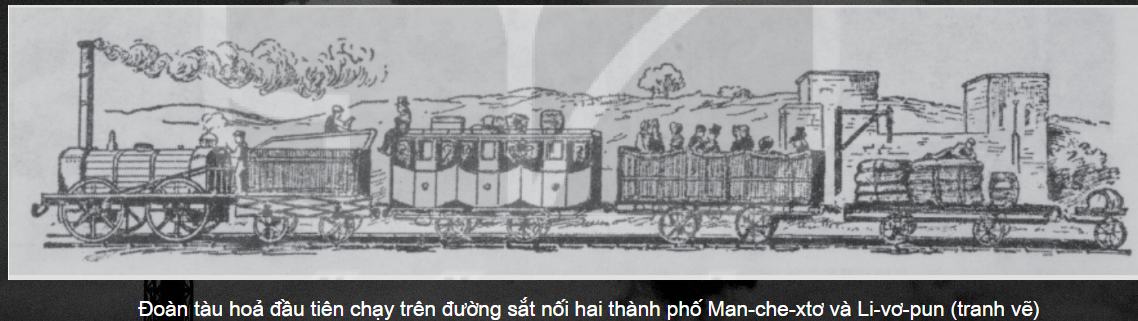 Đoàn tàu hoả đầu tiên chạy trên đường sắt nối hai thành phố Man-che-xtơ và Li-vơ-pun (tranh vẽ)